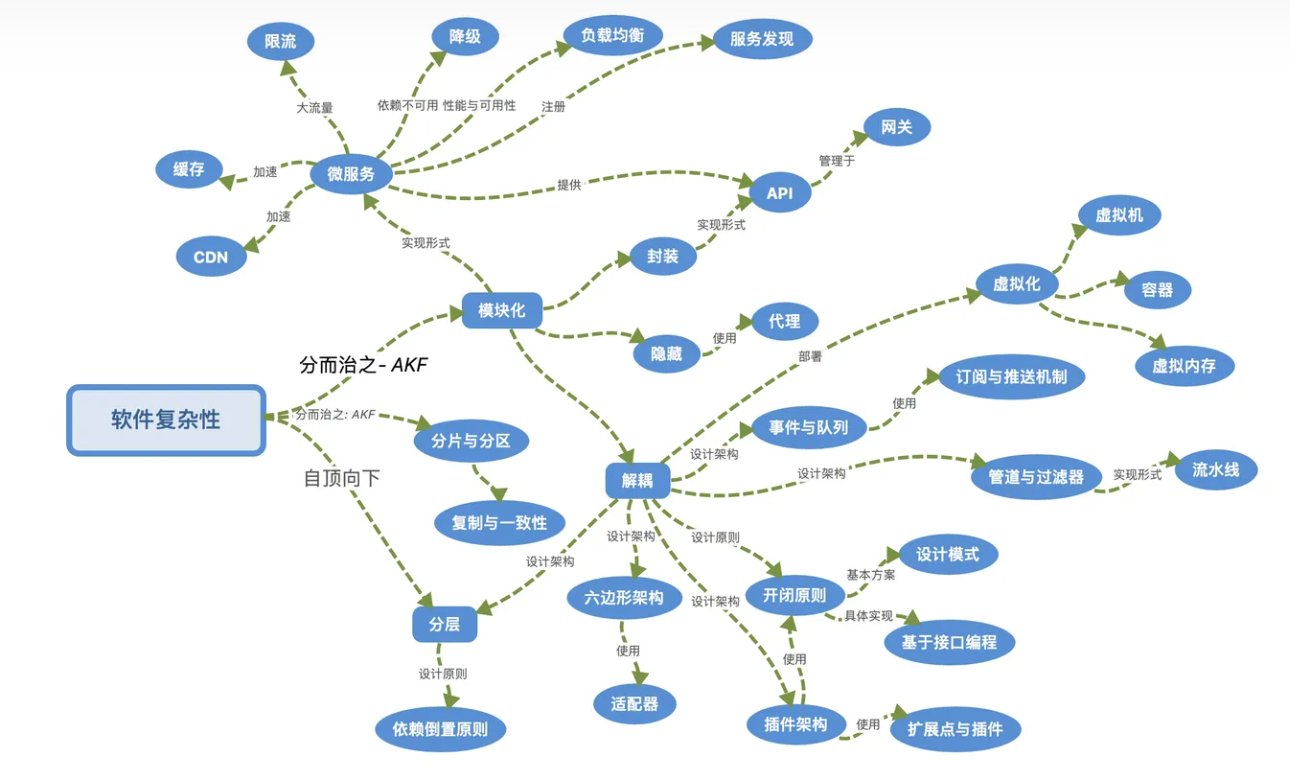 限流
降级
负载均衡
服务发现
大流量
依赖不可用
性能与可用性
注册
网关
管理于
缓存
加速
微服务
提供
API
加速
实现形式
CDN
实现形式
封装
虚拟机
虚拟化
容器
模块化
代理
使用
隐藏
部署
虚拟内存
分而治之- AKF
订阅与推送机制
使用
软件复杂性
分而治之: AKF
分片与分区
事件与队列
设计架构
自顶向下
解耦
设计架构
管道与过滤器
实现形式
流水线
复制与一致性
设计架构
设计原则
设计架构
设计模式
基本方案
六边形架构
设计架构
开闭原则
具体实现
分层
基于接口编程
使用
使用
设计原则
适配器
依赖倒置原则
插件架构
使用
扩展点与插件